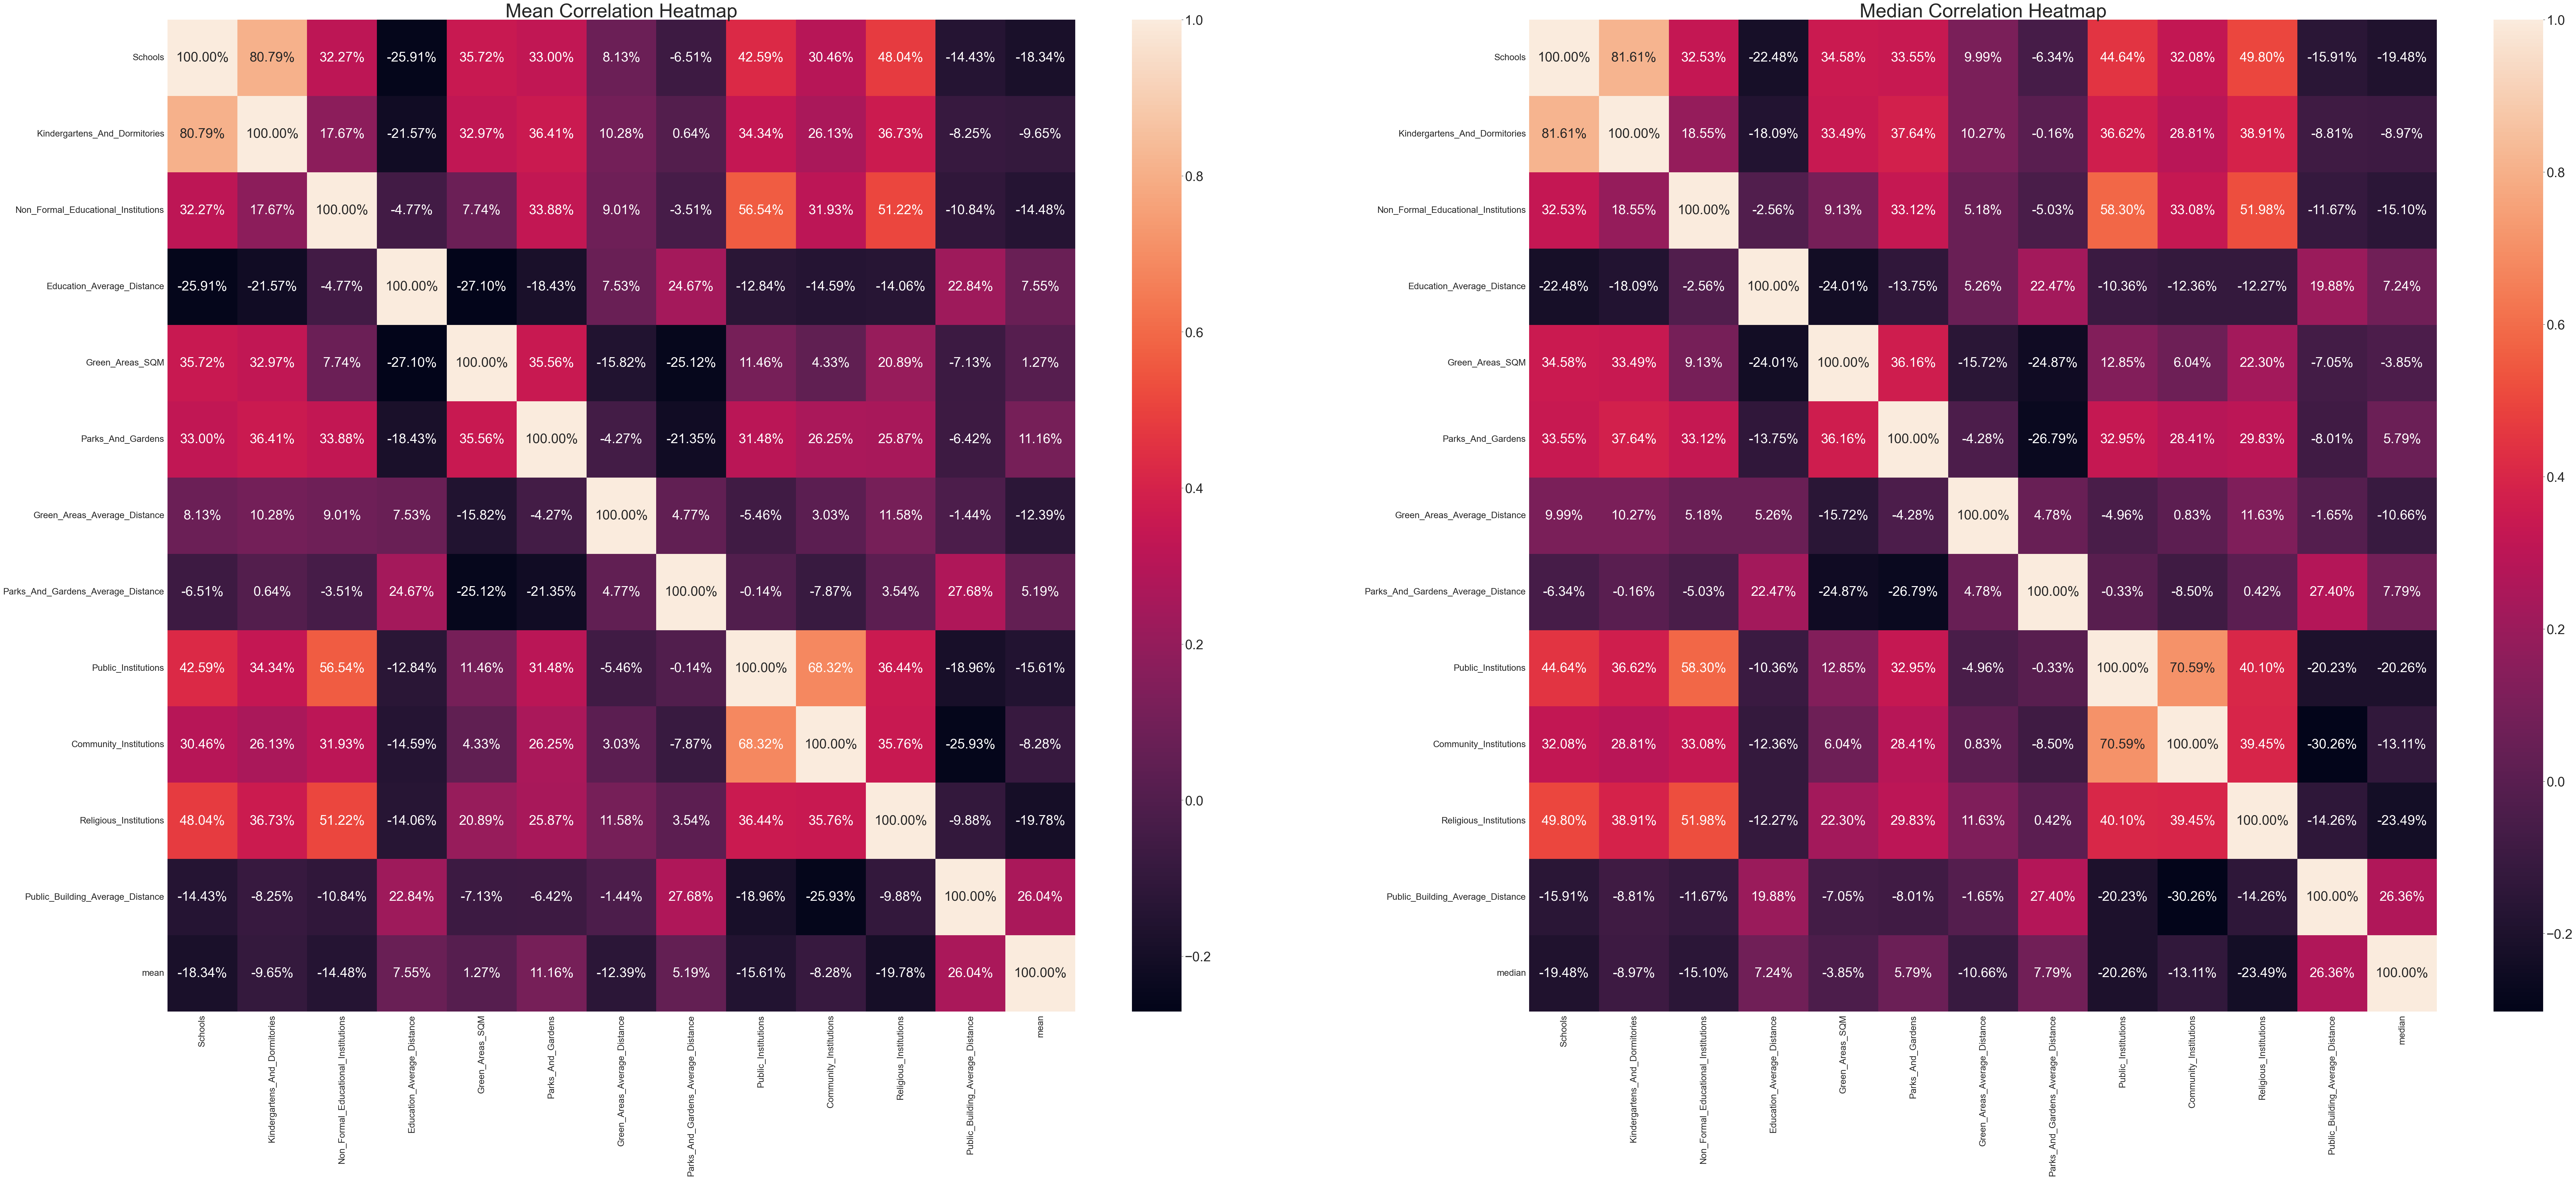 Mean Correlation Heatmap
Schools 100.00% 80.79% 32.27% -25.91% 35.72% 33.00% 8.13% -6.51% 42.59% 30.46% 48.04% -14.43% -18.34%
Kindergartens_And_Dormitories 80.79% 100.00% 17.67% -21.57% 32.97% 36.41% 10.28% 0.64% 34.34% 26.13% 36.73% -8.25% -9.65%
Non_Formal_Educational_Institutions 32.27% 17.67% 100.00% -4.77% 7.74% 33.88% 9.01% -3.51% 56.54% 31.93% 51.22% -10.84% -14.48%
Education_Average_Distance -25.91% -21.57% -4.77% 100.00% -27.10% -18.43% 7.53% 24.67% -12.84% -14.59% -14.06% 22.84% 7.55%
Green_Areas_SQM 35.72% 32.97% 7.74% -27.10% 100.00% 35.56% -15.82% -25.12% 11.46% 4.33% 20.89% -7.13% 1.27%
Parks_And_Gardens 33.00% 36.41% 33.88% -18.43% 35.56% 100.00% -4.27% -21.35% 31.48% 26.25% 25.87% -6.42% 11.16%
Green_Areas_Average_Distance 8.13% 10.28% 9.01% 7.53% -15.82% -4.27% 100.00% 4.77% -5.46% 3.03% 11.58% -1.44% -12.39%
Parks_And_Gardens_Average_Distance -6.51% 0.64% -3.51% 24.67% -25.12% -21.35% 4.77% 100.00% -0.14% -7.87% 3.54% 27.68% 5.19%
Public_Institutions 42.59% 34.34% 56.54% -12.84% 11.46% 31.48% -5.46% -0.14% 100.00% 68.32% 36.44% -18.96% -15.61%
Community_Institutions 30.46% 26.13% 31.93% -14.59% 4.33% 26.25% 3.03% -7.87% 68.32% 100.00% 35.76% -25.93% -8.28%
Religious_Institutions 48.04% 36.73% 51.22% -14.06% 20.89% 25.87% 11.58% 3.54% 36.44% 35.76% 100.00% -9.88% -19.78%
Public_Building_Average_Distance -14.43% -8.25% -10.84% 22.84% -7.13% -6.42% -1.44% 27.68% -18.96% -25.93% -9.88% 100.00% 26.04%
mean -18.34% -9.65% -14.48% 7.55% 1.27% 11.16% -12.39% 5.19% -15.61% -8.28% -19.78% 26.04% 100.00%
Schools
Kindergartens_And_Dormitories
Non_Formal_Educational_Institutions
Education_Average_Distance
Green_Areas_SQM
Parks_And_Gardens
Green_Areas_Average_Distance
Parks_And_Gardens_Average_Distance
Public_Institutions
Community_Institutions
Religious_Institutions
Public_Building_Average_Distance
mean
1.0
0.8
0.6
0.4
0.2
0.0
−0.2
Median Correlation Heatmap
Schools 100.00% 81.61% 32.53% -22.48% 34.58% 33.55% 9.99% -6.34% 44.64% 32.08% 49.80% -15.91% -19.48%
Kindergartens_And_Dormitories 81.61% 100.00% 18.55% -18.09% 33.49% 37.64% 10.27% -0.16% 36.62% 28.81% 38.91% -8.81% -8.97%
Non_Formal_Educational_Institutions 32.53% 18.55% 100.00% -2.56% 9.13% 33.12% 5.18% -5.03% 58.30% 33.08% 51.98% -11.67% -15.10%
Education_Average_Distance -22.48% -18.09% -2.56% 100.00% -24.01% -13.75% 5.26% 22.47% -10.36% -12.36% -12.27% 19.88% 7.24%
Green_Areas_SQM 34.58% 33.49% 9.13% -24.01% 100.00% 36.16% -15.72% -24.87% 12.85% 6.04% 22.30% -7.05% -3.85%
Parks_And_Gardens 33.55% 37.64% 33.12% -13.75% 36.16% 100.00% -4.28% -26.79% 32.95% 28.41% 29.83% -8.01% 5.79%
Green_Areas_Average_Distance 9.99% 10.27% 5.18% 5.26% -15.72% -4.28% 100.00% 4.78% -4.96% 0.83% 11.63% -1.65% -10.66%
Parks_And_Gardens_Average_Distance -6.34% -0.16% -5.03% 22.47% -24.87% -26.79% 4.78% 100.00% -0.33% -8.50% 0.42% 27.40% 7.79%
Public_Institutions 44.64% 36.62% 58.30% -10.36% 12.85% 32.95% -4.96% -0.33% 100.00% 70.59% 40.10% -20.23% -20.26%
Community_Institutions 32.08% 28.81% 33.08% -12.36% 6.04% 28.41% 0.83% -8.50% 70.59% 100.00% 39.45% -30.26% -13.11%
Religious_Institutions 49.80% 38.91% 51.98% -12.27% 22.30% 29.83% 11.63% 0.42% 40.10% 39.45% 100.00% -14.26% -23.49%
Public_Building_Average_Distance -15.91% -8.81% -11.67% 19.88% -7.05% -8.01% -1.65% 27.40% -20.23% -30.26% -14.26% 100.00% 26.36%
median -19.48% -8.97% -15.10% 7.24% -3.85% 5.79% -10.66% 7.79% -20.26% -13.11% -23.49% 26.36% 100.00%
Schools
Kindergartens_And_Dormitories
Non_Formal_Educational_Institutions
Education_Average_Distance
Green_Areas_SQM
Parks_And_Gardens
Green_Areas_Average_Distance
Parks_And_Gardens_Average_Distance
Public_Institutions
Community_Institutions
Religious_Institutions
Public_Building_Average_Distance
median
1.0
0.8
0.6
0.4
0.2
0.0
−0.2